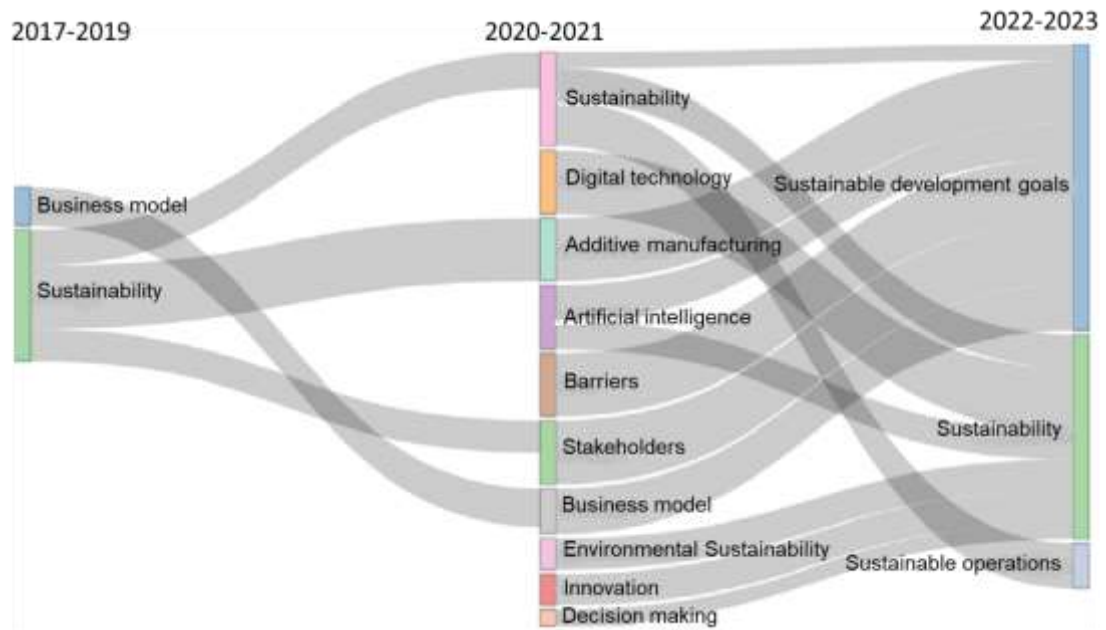 2017-2019
2020-2021
2022-2023
Business model
Sustainability
Sustainability
Digital technology
Additive manufacturing
Artificial intelligence
Barriers
Stakeholders
Business model
Environmental Sustainability
Innovation
Decision making
Sustainable development goals
Sustainability
Sustainable operations